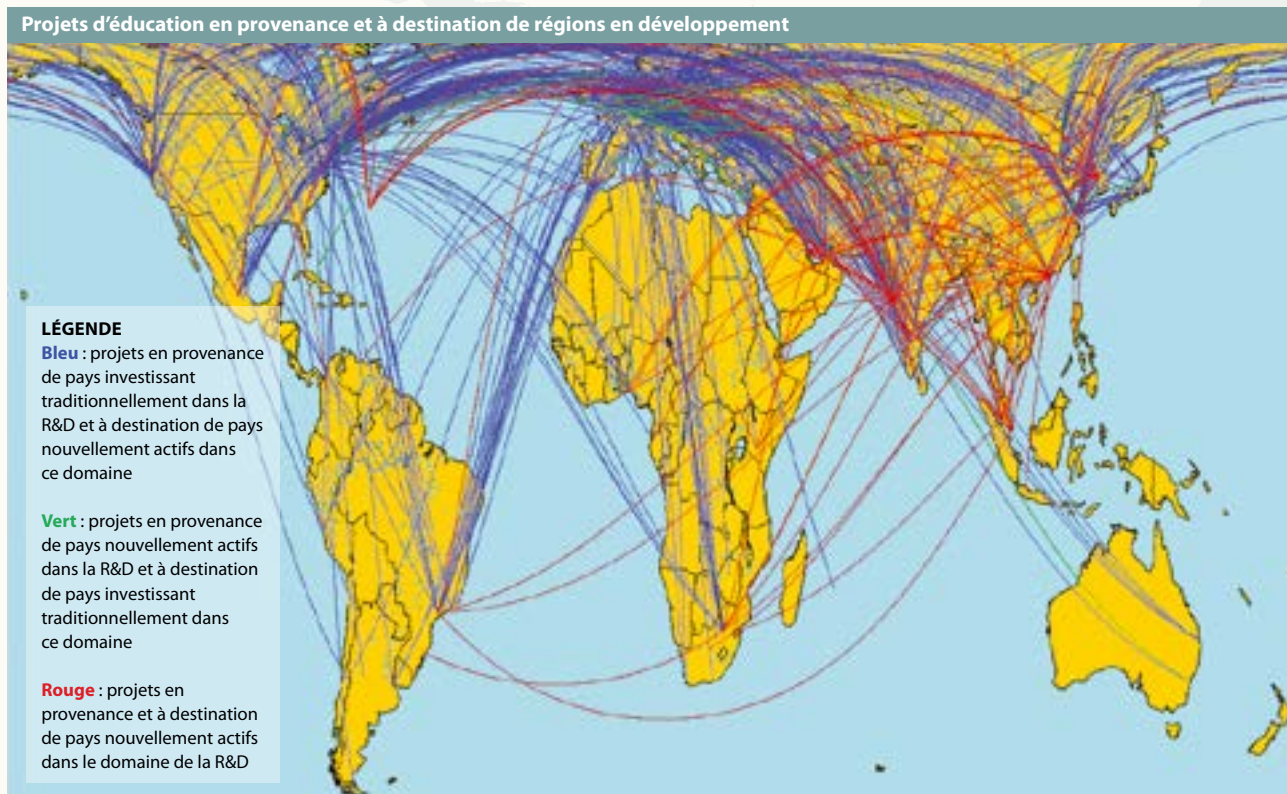 Projets d’éducation en provenance et à destination de régions en développement
LÉGENDE
Bleu : projets en provenance
de pays investissant
traditionnellement dans la
R&D et à destination de pays
nouvellement actifs dans
ce domaine
Vert : projets en provenance
de pays nouvellement actifs
dans la R&D et à destination
de pays investissant
traditionnellement dans
ce domaine
Rouge : projets en
provenance et à destination
de pays nouvellement actifs
dans le domaine de la R&D